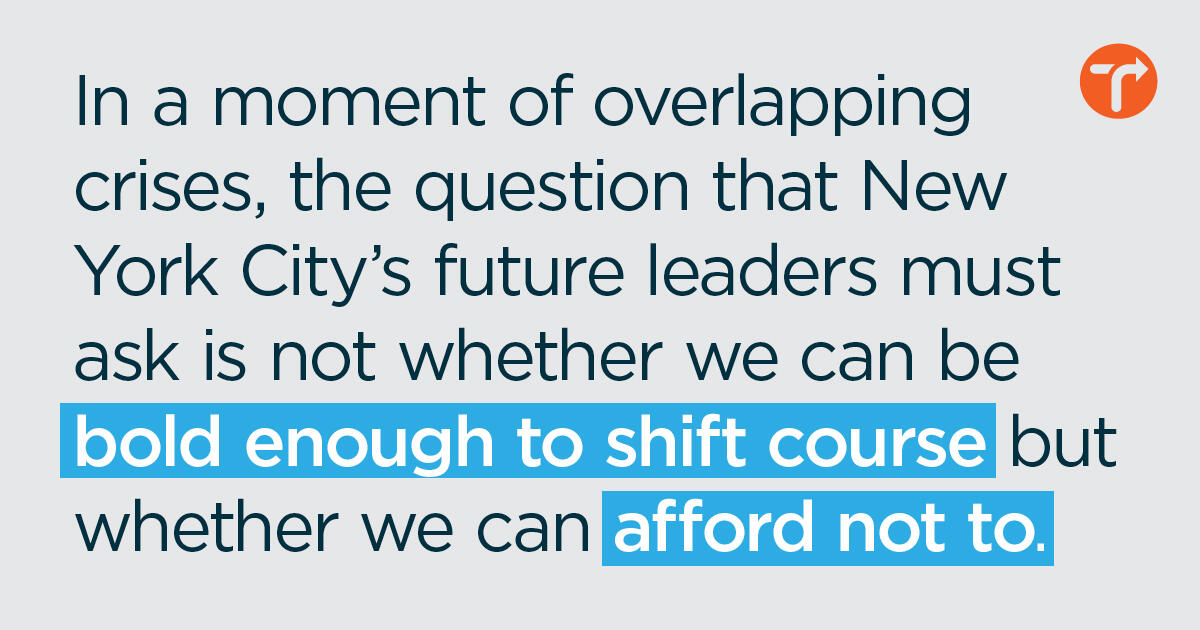 In a moment of overlapping
crises, the question that New
York City’s future leaders must
ask is not whether we can be
bold enough to shift course but
whether we can afford not to.